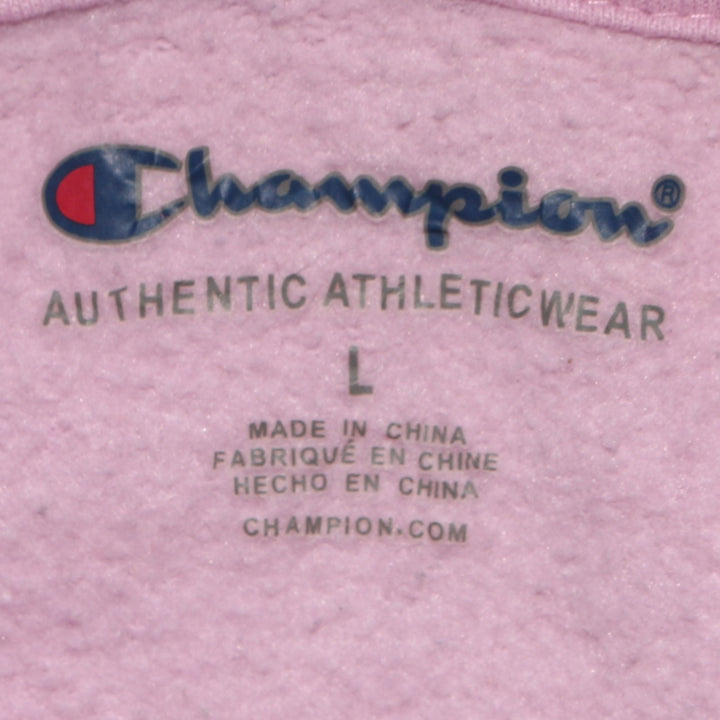 Champion®
AUTHENTIC ATHLETICWEAR
L
MADE IN CHINA
FABRIQUÉ EN CHINE
HECHO EN CHINA
CHAMPION.COM